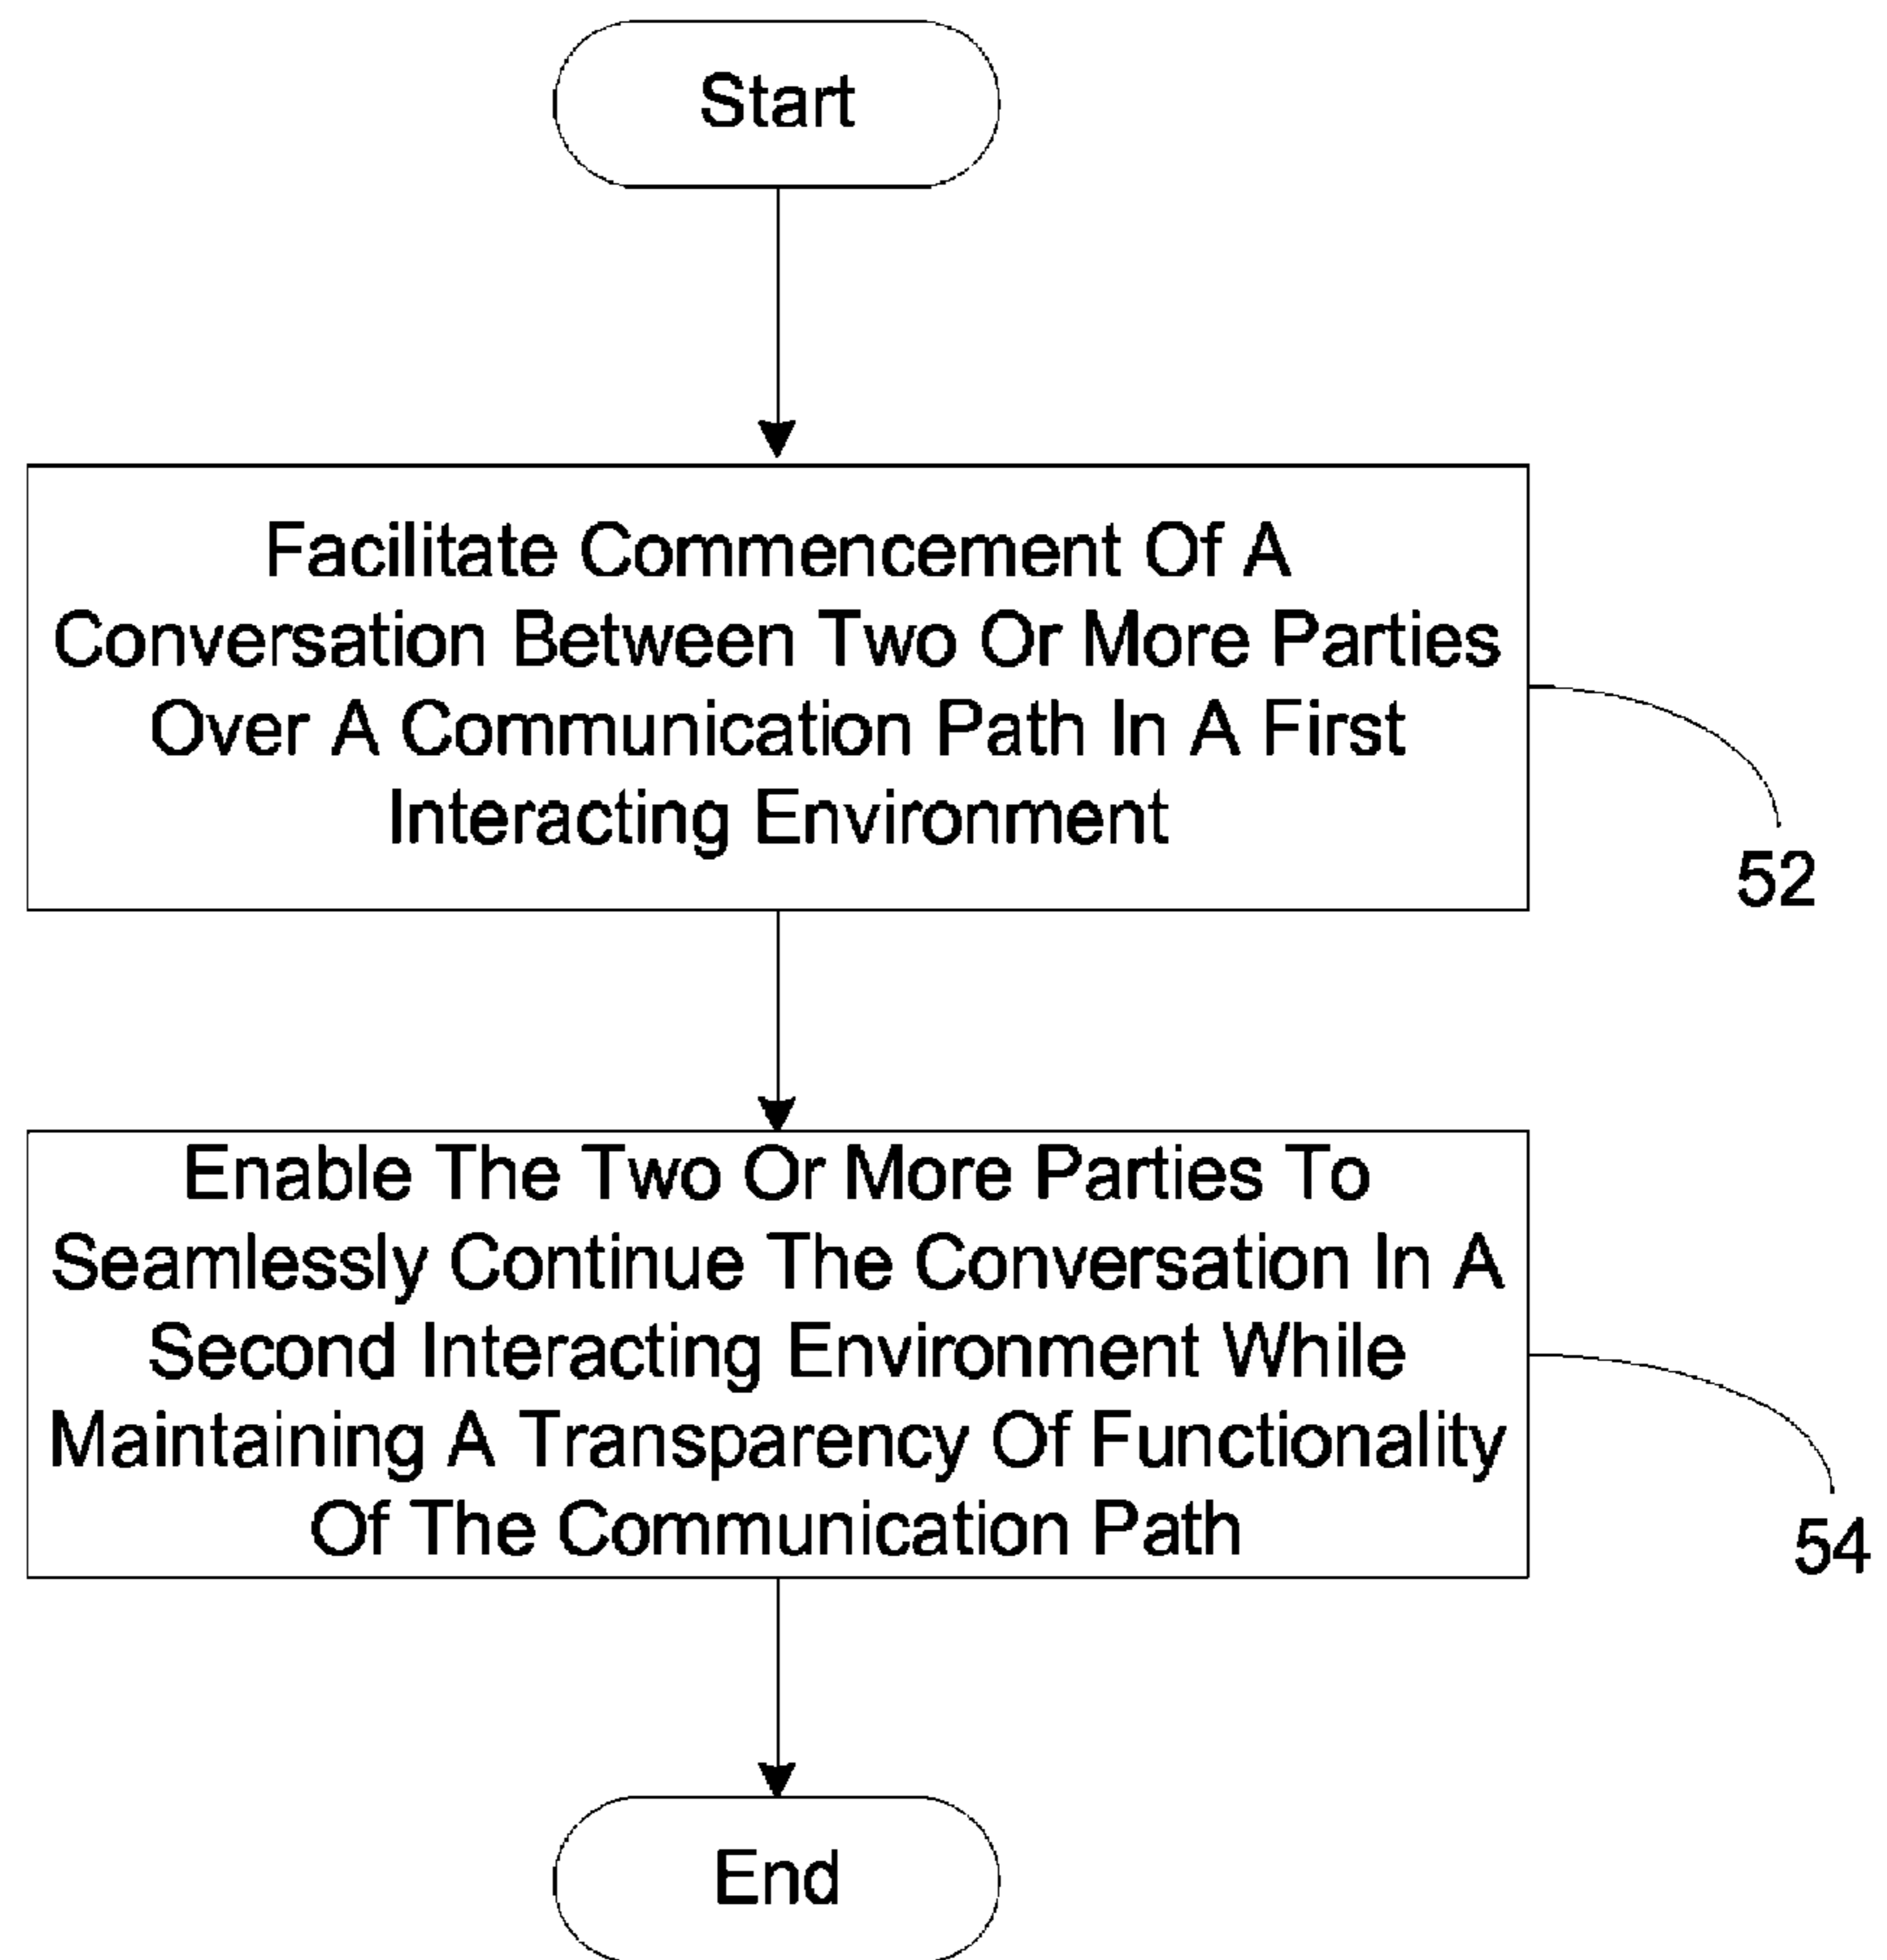 Start
Facilitate Commencement Of A
Conversation Between Two Or More Parties
Over A Communication Path In A First
Interacting Environment
52
Enable The Two Or More Parties To
Seamlessly Continue The Conversation In A
Second Interacting Environment While
Maintaining A Transparency Of Functionality
Of The Communication Path
54
End